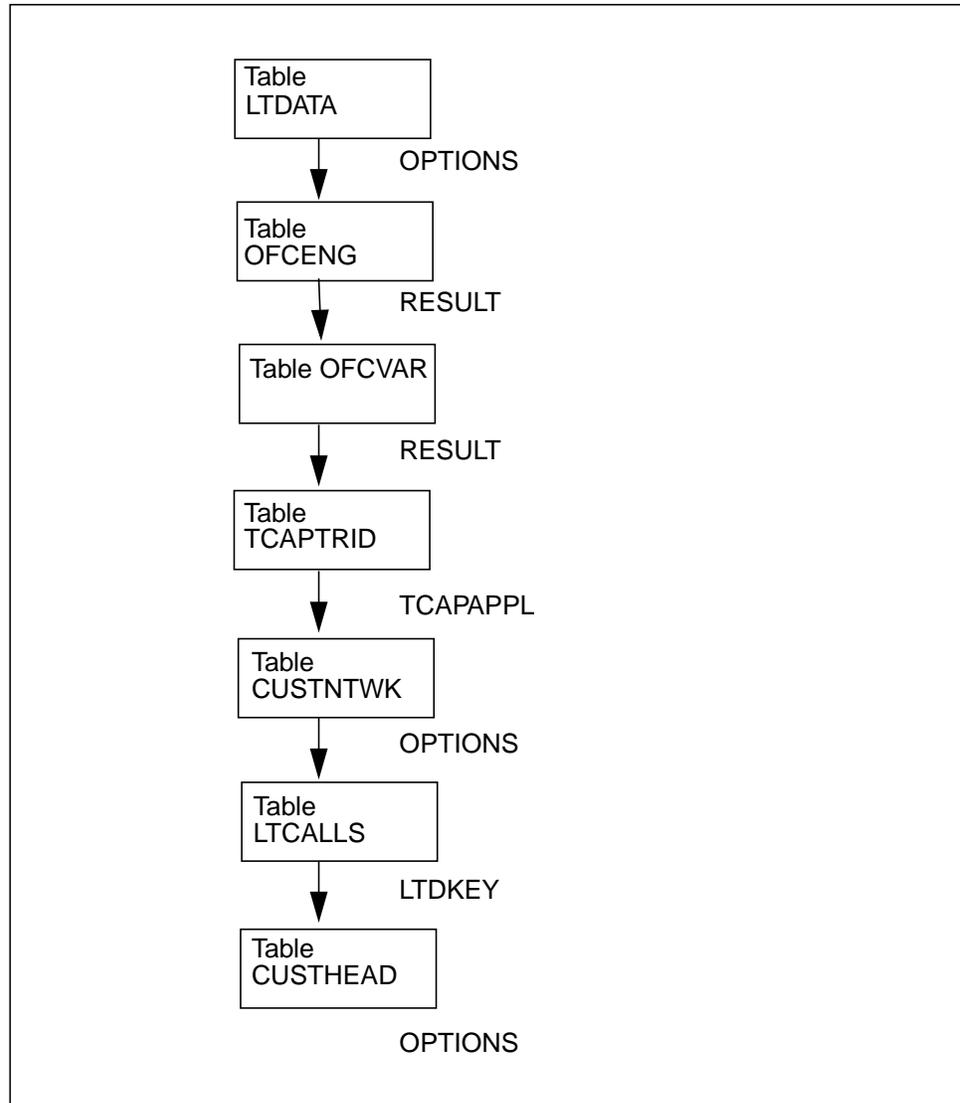 Table
LTDATA
OPTIONS
Table
OFCENG
RESULT
Table OFCVAR
RESULT
Table
TCAPTRID
TCAPAPPL
Table
CUSTNTWK
OPTIONS
Table
LTCALLS
LTDKEY
Table
CUSTHEAD
OPTIONS